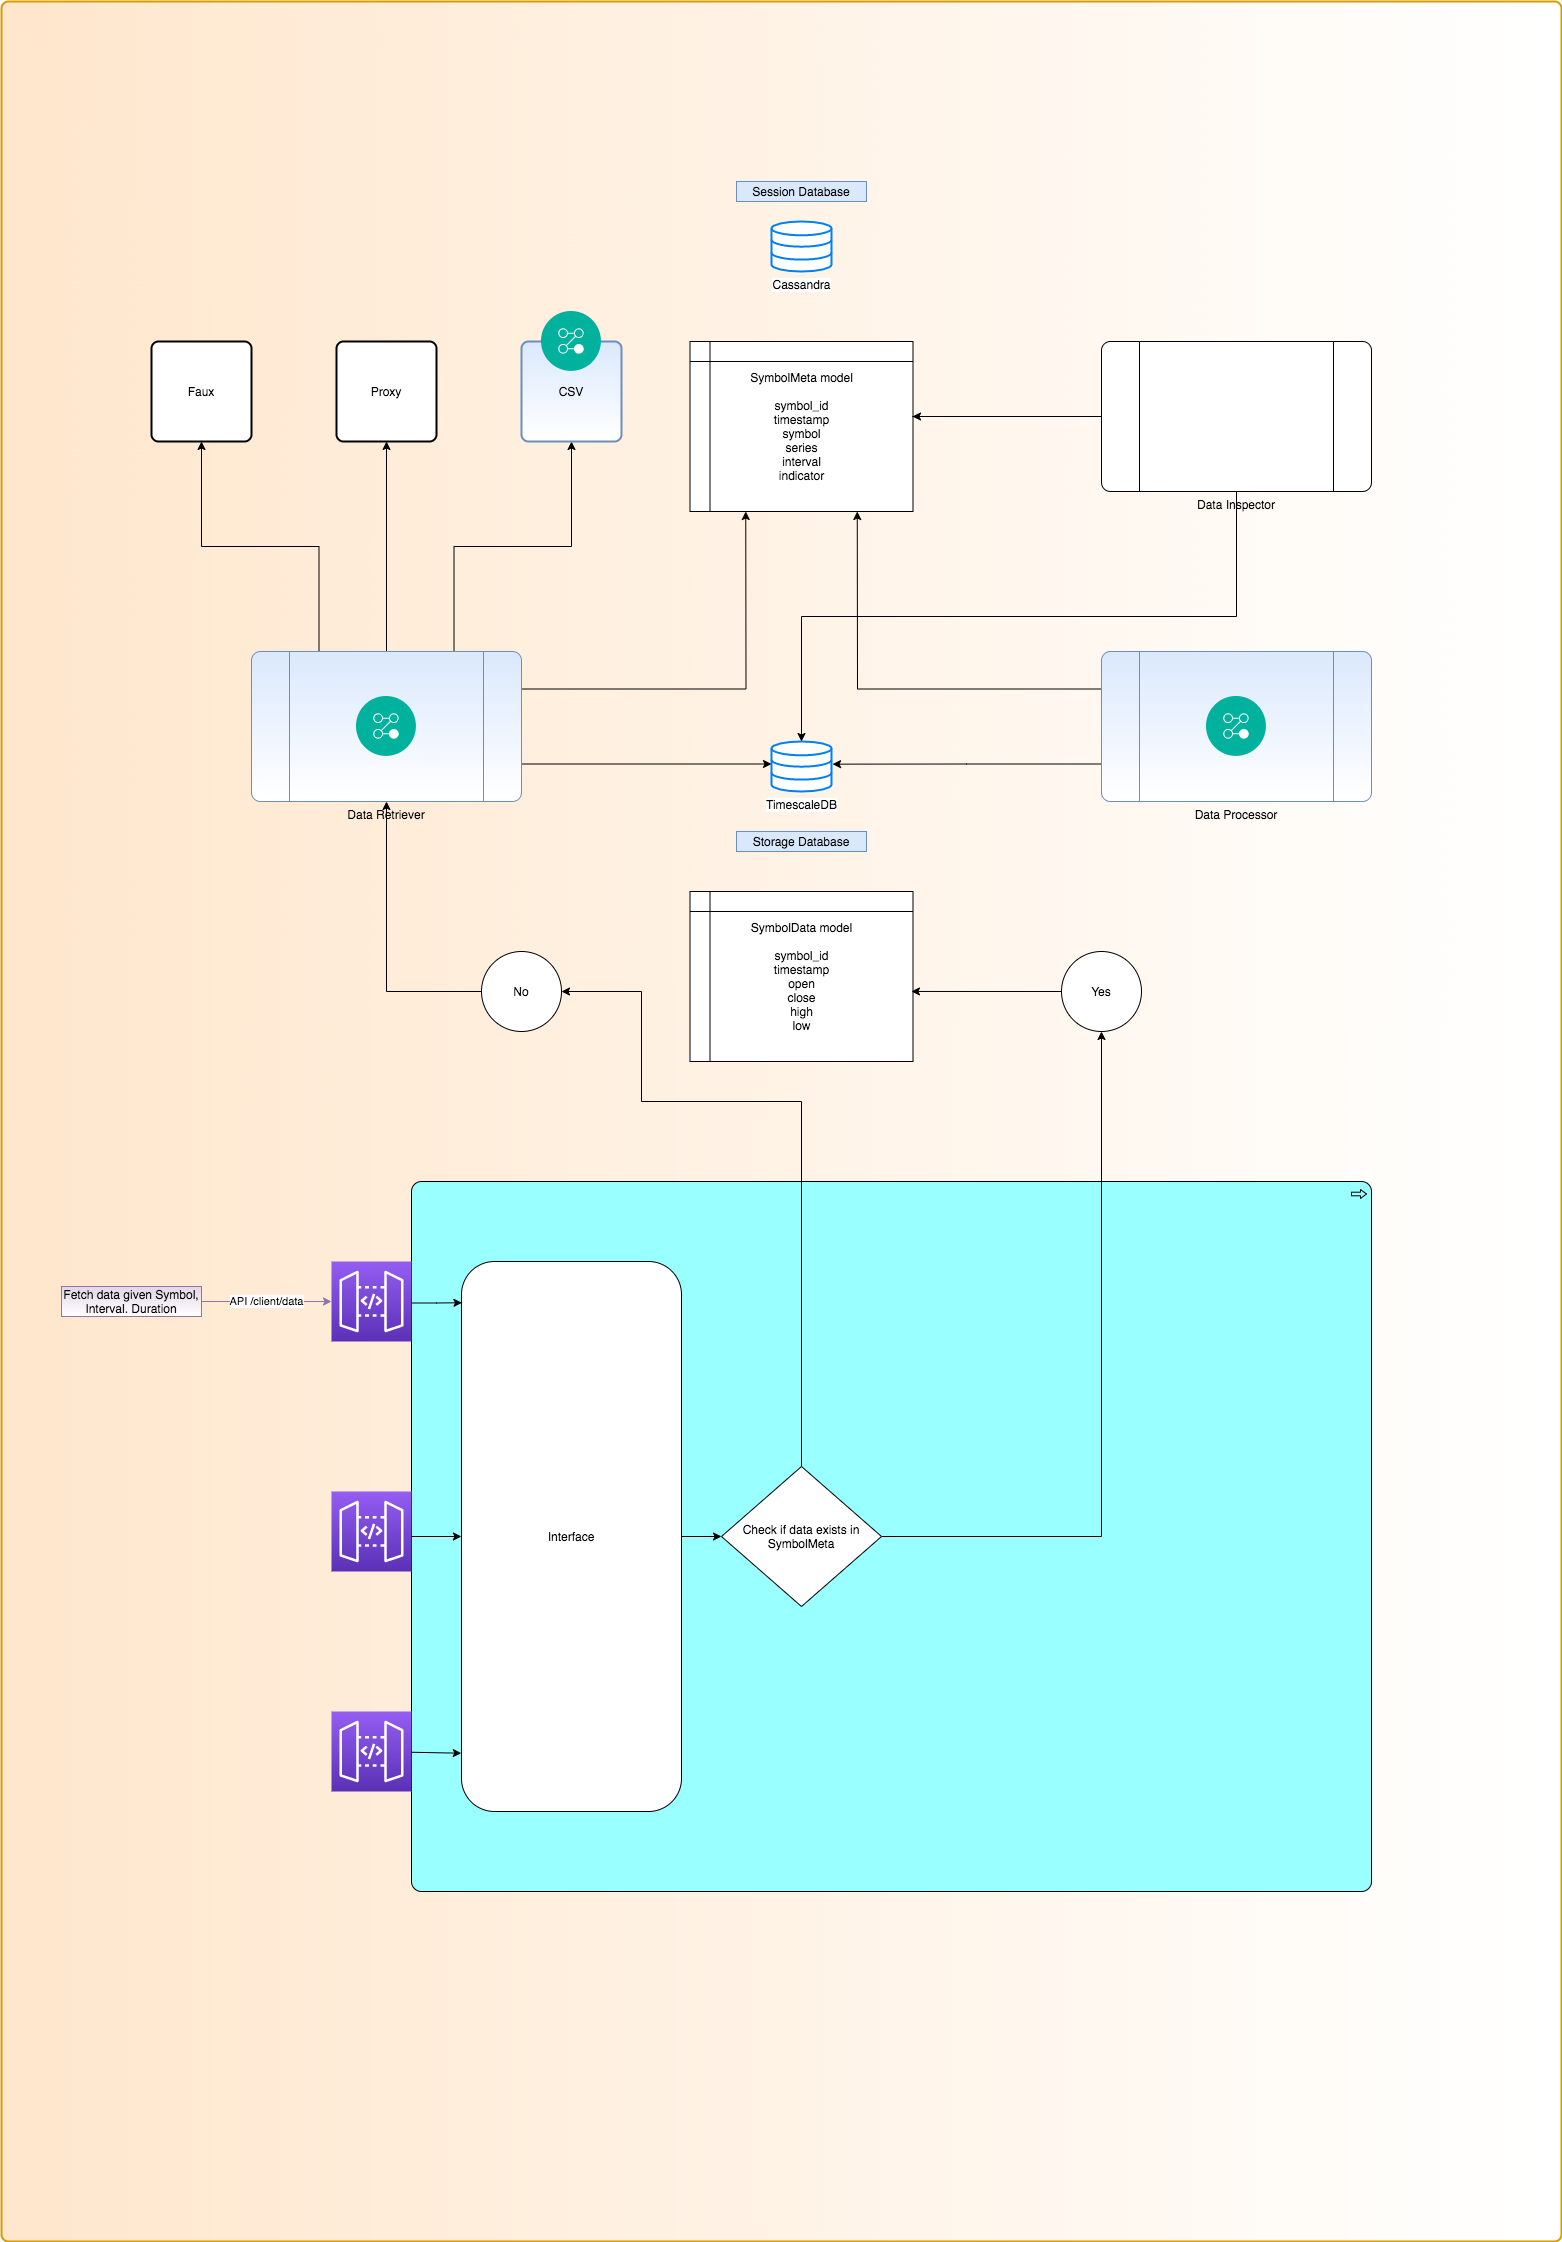 Session Database
Cassandra
Faux
Proxy
CSV
SymbolMeta model
symbol_id
timestamp
symbol
series
interval
indicator
Data Inspector
Data Retriever
TimescaleDB
Data Processor
Storage Database
SymbolData model
symbol_id
timestamp
open
close
high
low
No
Yes
Fetch data given Symbol,
Interval. Duration
API /client/data
</>
Interface
Check if data exists in
SymbolMeta
</>
</>